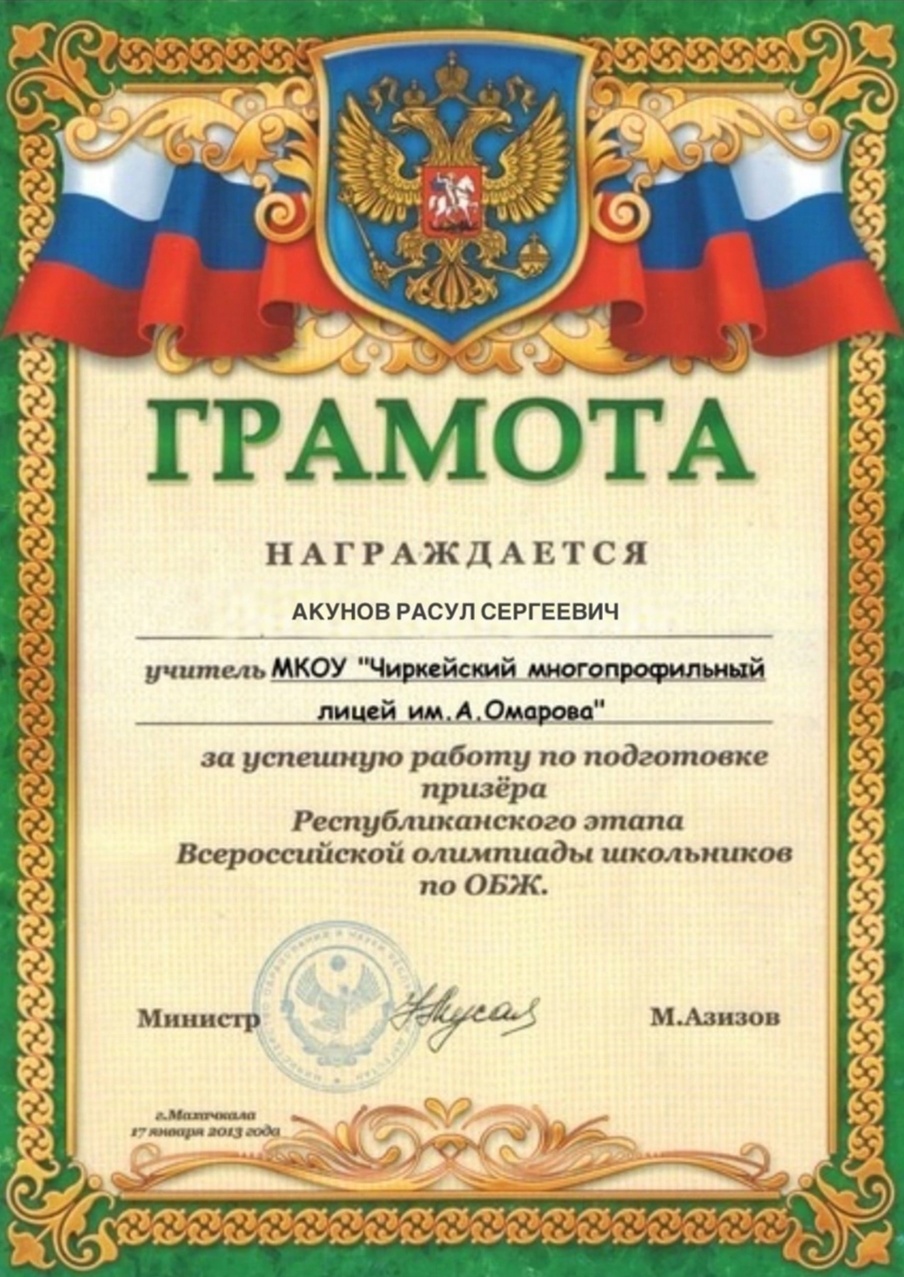 ГРАМОТА
НАГРАЖДАЕТСЯ
АКУНОВ РАСУЛ СЕРГЕЕВИЧ
учитель МКОУ "Чиркейский многопрофильный
лицей им.А.Омарова"
за успешную работу по подготовке
призёра
Республиканского этапа
Всероссийской олимпиады школьников
по ОБЖ.
Министр
М.Азизов
г.Махачкала
17 января 2013 года